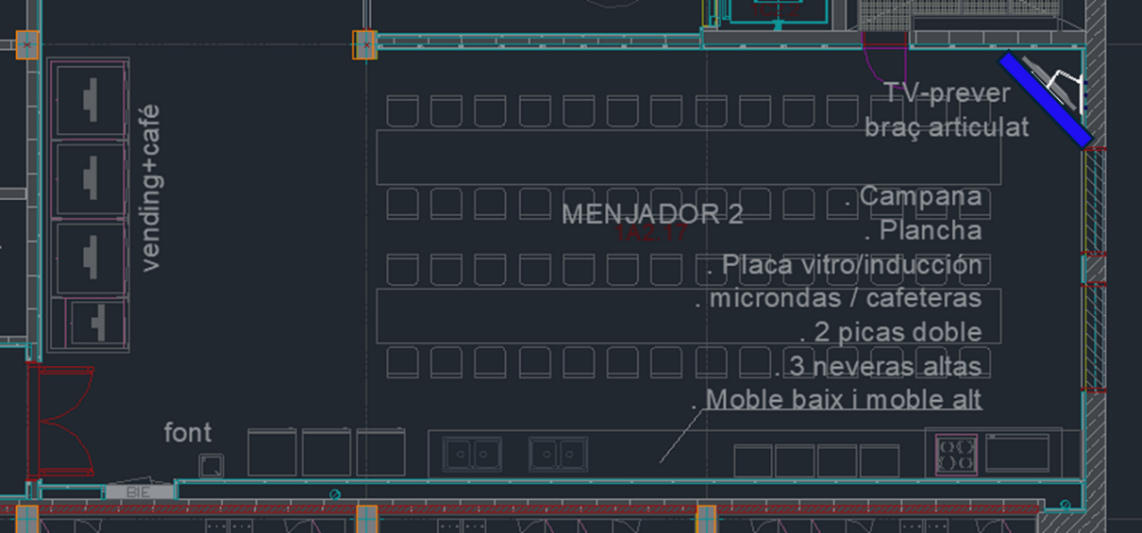 TV-prever
braç articulat
vending+café
MENJADOR 2
1A2.17
. Campana
. Plancha
. Placa vitro/inducción
. microndas / cafeteras
. 2 picas doble
. 3 neveras altas
. Moble baix i moble alt
font
BIE